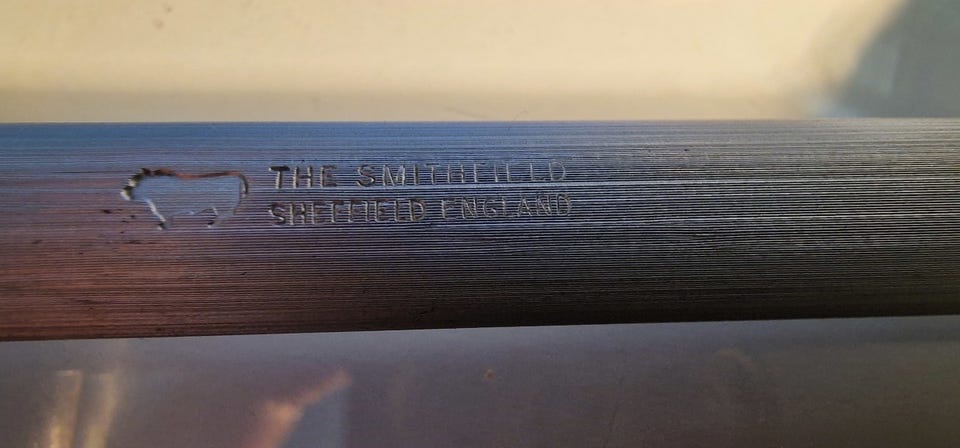 THE SMITHFIELD
SHEFFIELD ENGLAND